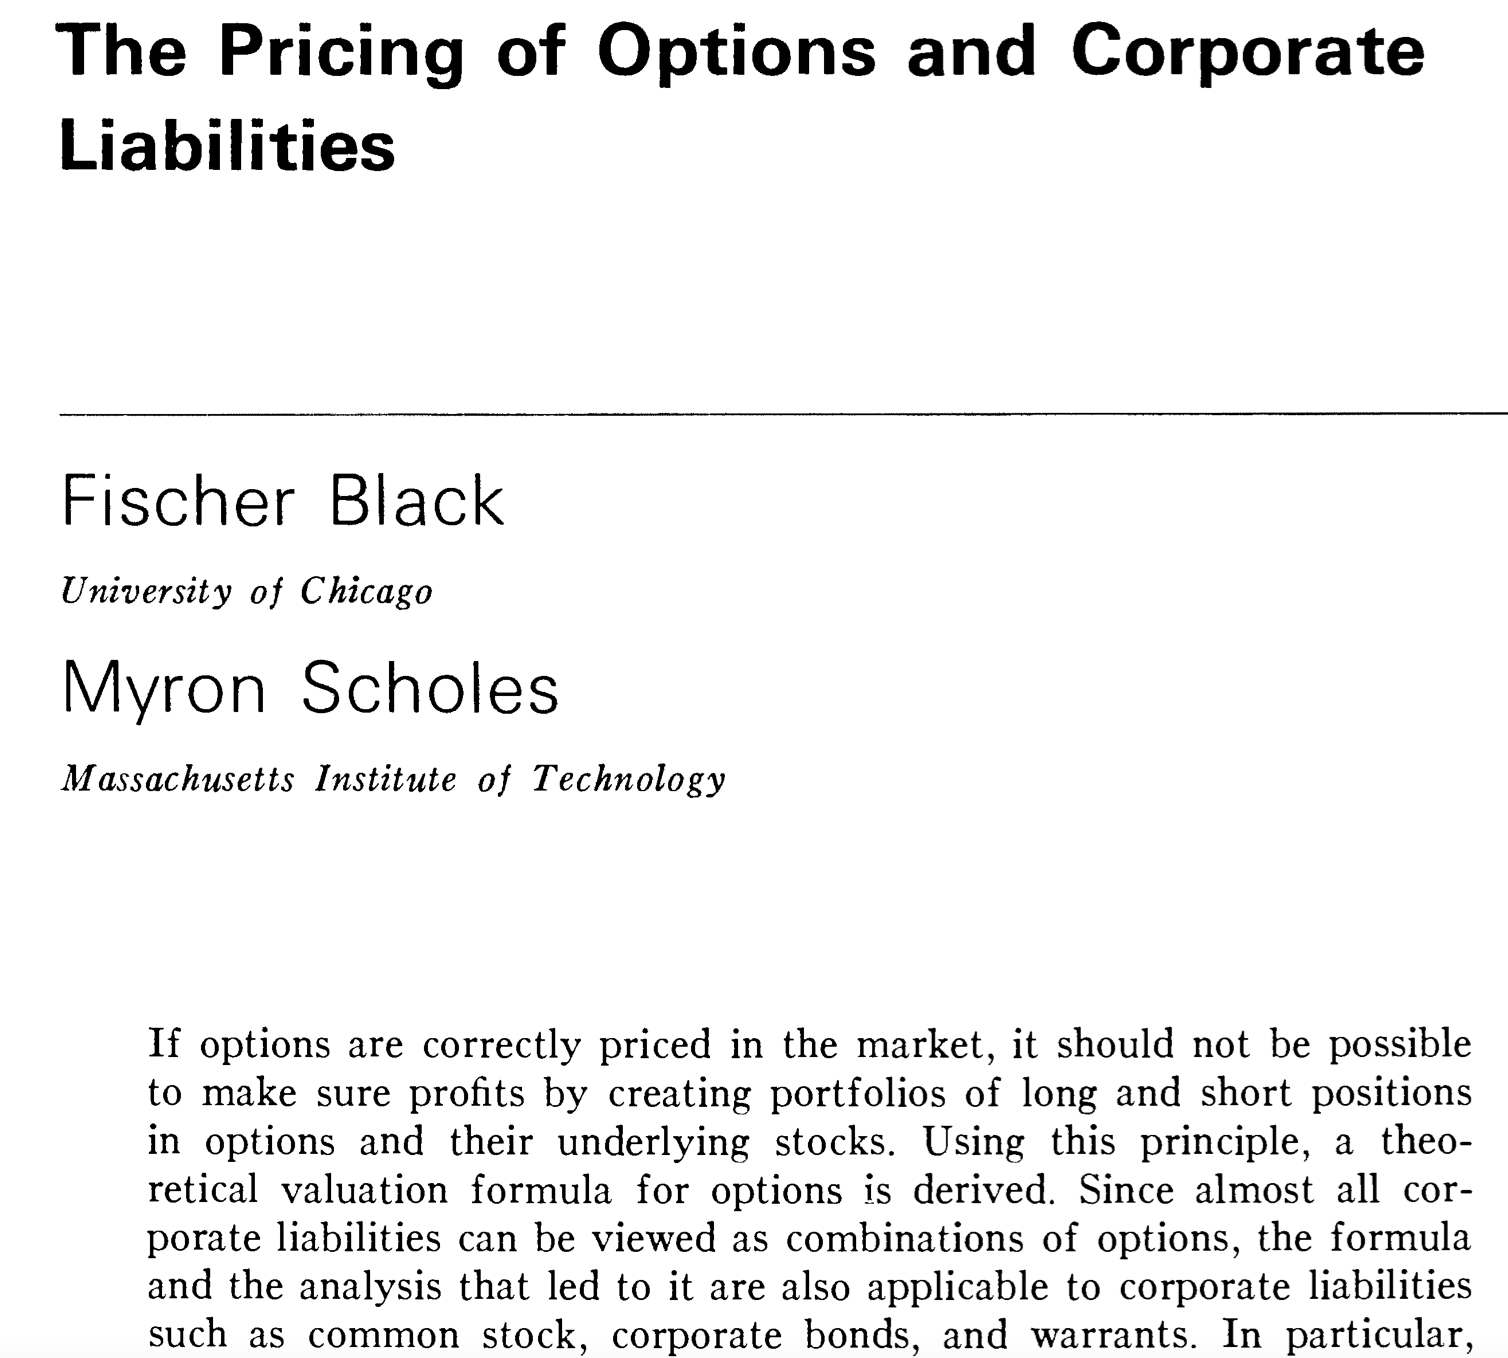 The Pricing of Options and Corporate
Liabilities
Fischer Black
University of Chicago
Myron Scholes
Massachusetts Institute of Technology
If options are correctly priced in the market, it should not be possible
to make sure profits by creating portfolios of long and short positions
in options and their underlying stocks. Using this principle, a theo-
retical valuation formula for options is derived. Since almost all cor-
porate liabilities can be viewed as combinations of options, the formula
and the analysis that led to it are also applicable to corporate liabilities
such as common stock, corporate bonds, and warrants. In particular,